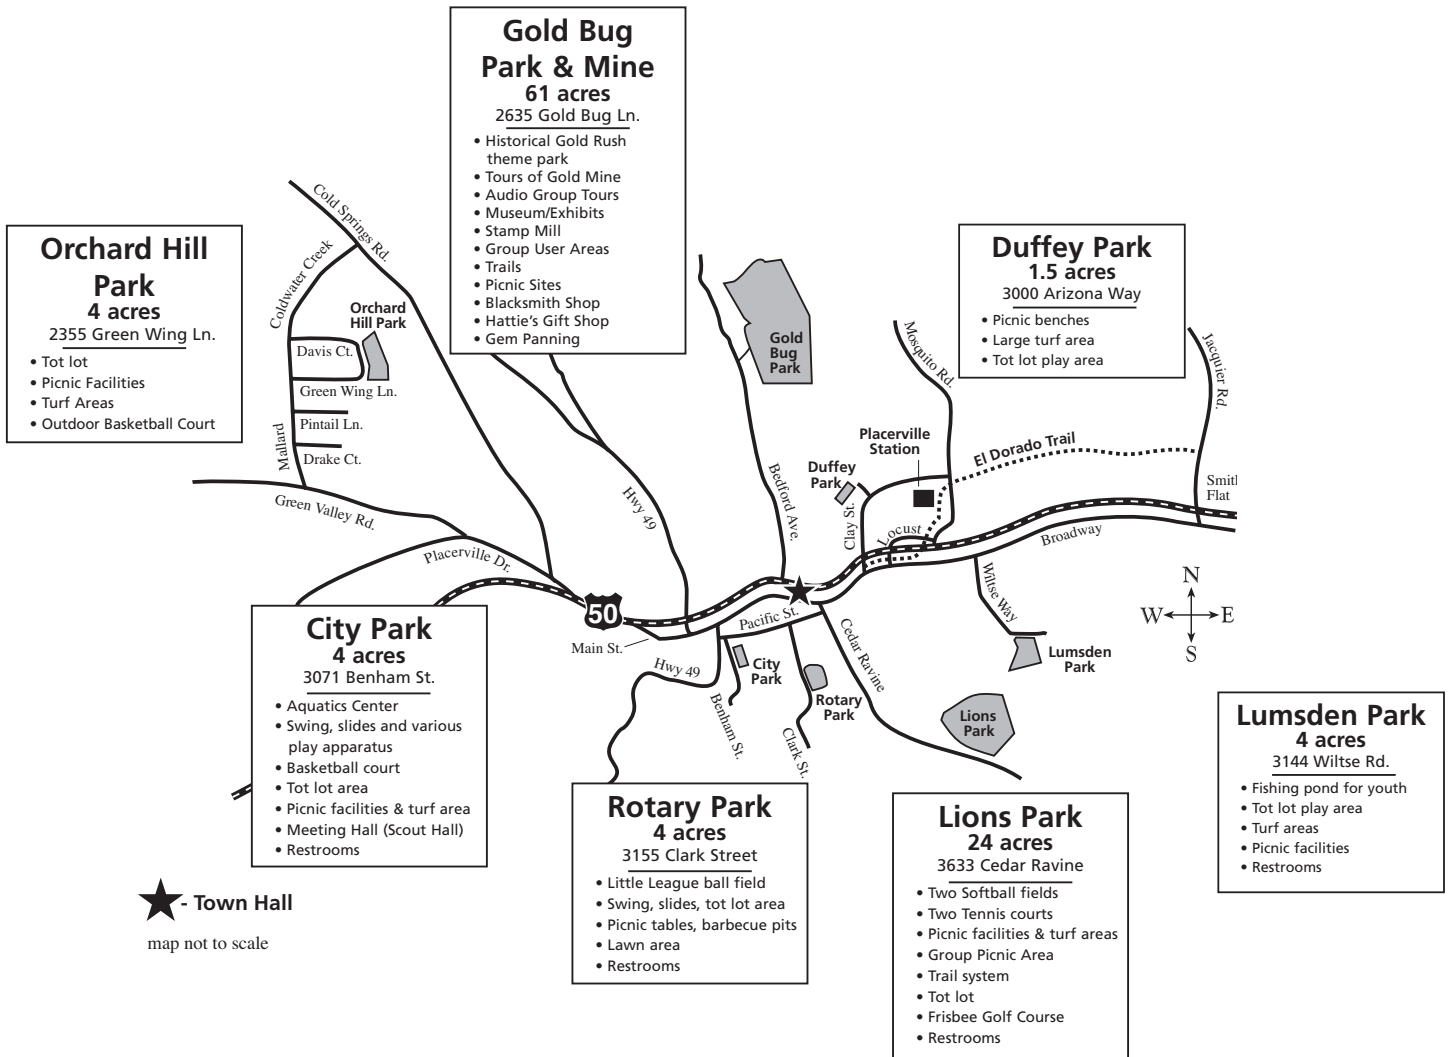 Gold Bug
Park & Mine
61 acres
2635 Gold Bug Ln.
• Historical Gold Rush
theme park
• Tours of Gold Mine
• Audio Group Tours
• Museum/Exhibits
• Stamp Mill
• Group User Areas
• Trails
• Picnic Sites
• Blacksmith Shop
• Hattie's Gift Shop
• Gem Panning
Orchard Hill
Park
4 acres
2355 Green Wing Ln.
• Tot lot
• Picnic Facilities
• Turf Areas
• Outdoor Basketball Court
Duffey Park
1.5 acres
3000 Arizona Way
• Picnic benches
• Large turf area
• Tot lot play area
Cold Springs Rd.
Coldwater Creek
Orchard
Hill Park
Davis Ct.
Green Wing Ln.
Pintail Ln.
Drake Ct.
Mallard
Green Valley Rd.
Placerville Dr.
Hwy 49
Gold
Bug
Park
Bedford Ave.
Mosquito Rd.
Jacquier Rd.
Placerville
Station
El Dorado Trail
Duffey
Park
Clay St.
Locust
Smith
Flat
Broadway
Wiltse Way
N
W E
S
50
Main St.
Pacific St.
Hwy 49
City
Park
Benham St.
Rotary
Park
Clark St.
Cedar Ravine
Lions
Park
Lumsden
Park
City Park
4 acres
3071 Benham St.
• Aquatics Center
• Swing, slides and various
play apparatus
• Basketball court
• Tot lot area
• Picnic facilities & turf area
• Meeting Hall (Scout Hall)
• Restrooms
Rotary Park
4 acres
3155 Clark Street
• Little League ball field
• Swing, slides, tot lot area
• Picnic tables, barbecue pits
• Lawn area
• Restrooms
Lions Park
24 acres
3633 Cedar Ravine
• Two Softball fields
• Two Tennis courts
• Picnic facilities & turf areas
• Group Picnic Area
• Trail system
• Tot lot
• Frisbee Golf Course
• Restrooms
Lumsden Park
4 acres
3144 Wiltse Rd.
• Fishing pond for youth
• Tot lot play area
• Turf areas
• Picnic facilities
• Restrooms
- Town Hall
map not to scale